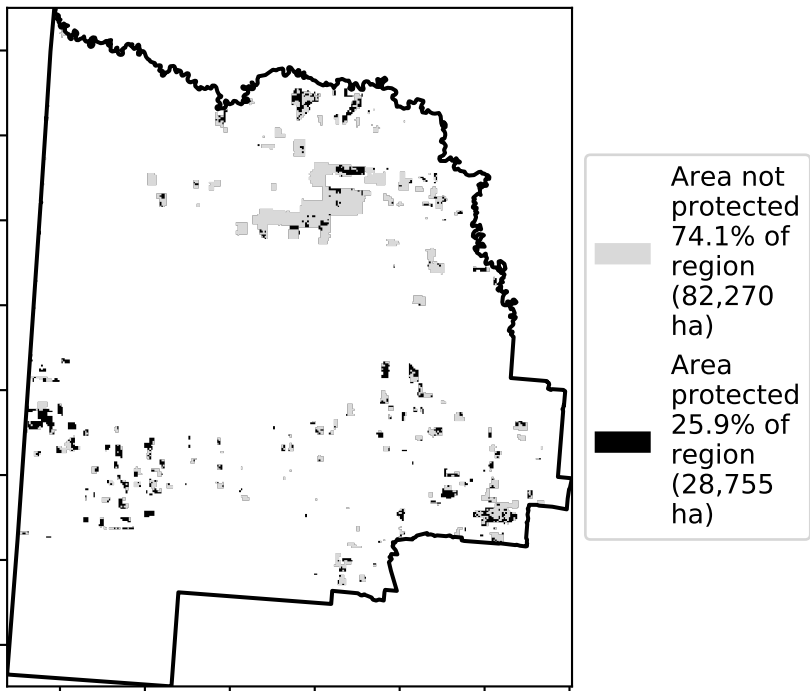 Area not
protected
74.1% of
region
(82,270
ha)
Area
protected
25.9% of
region
(28,755
ha)